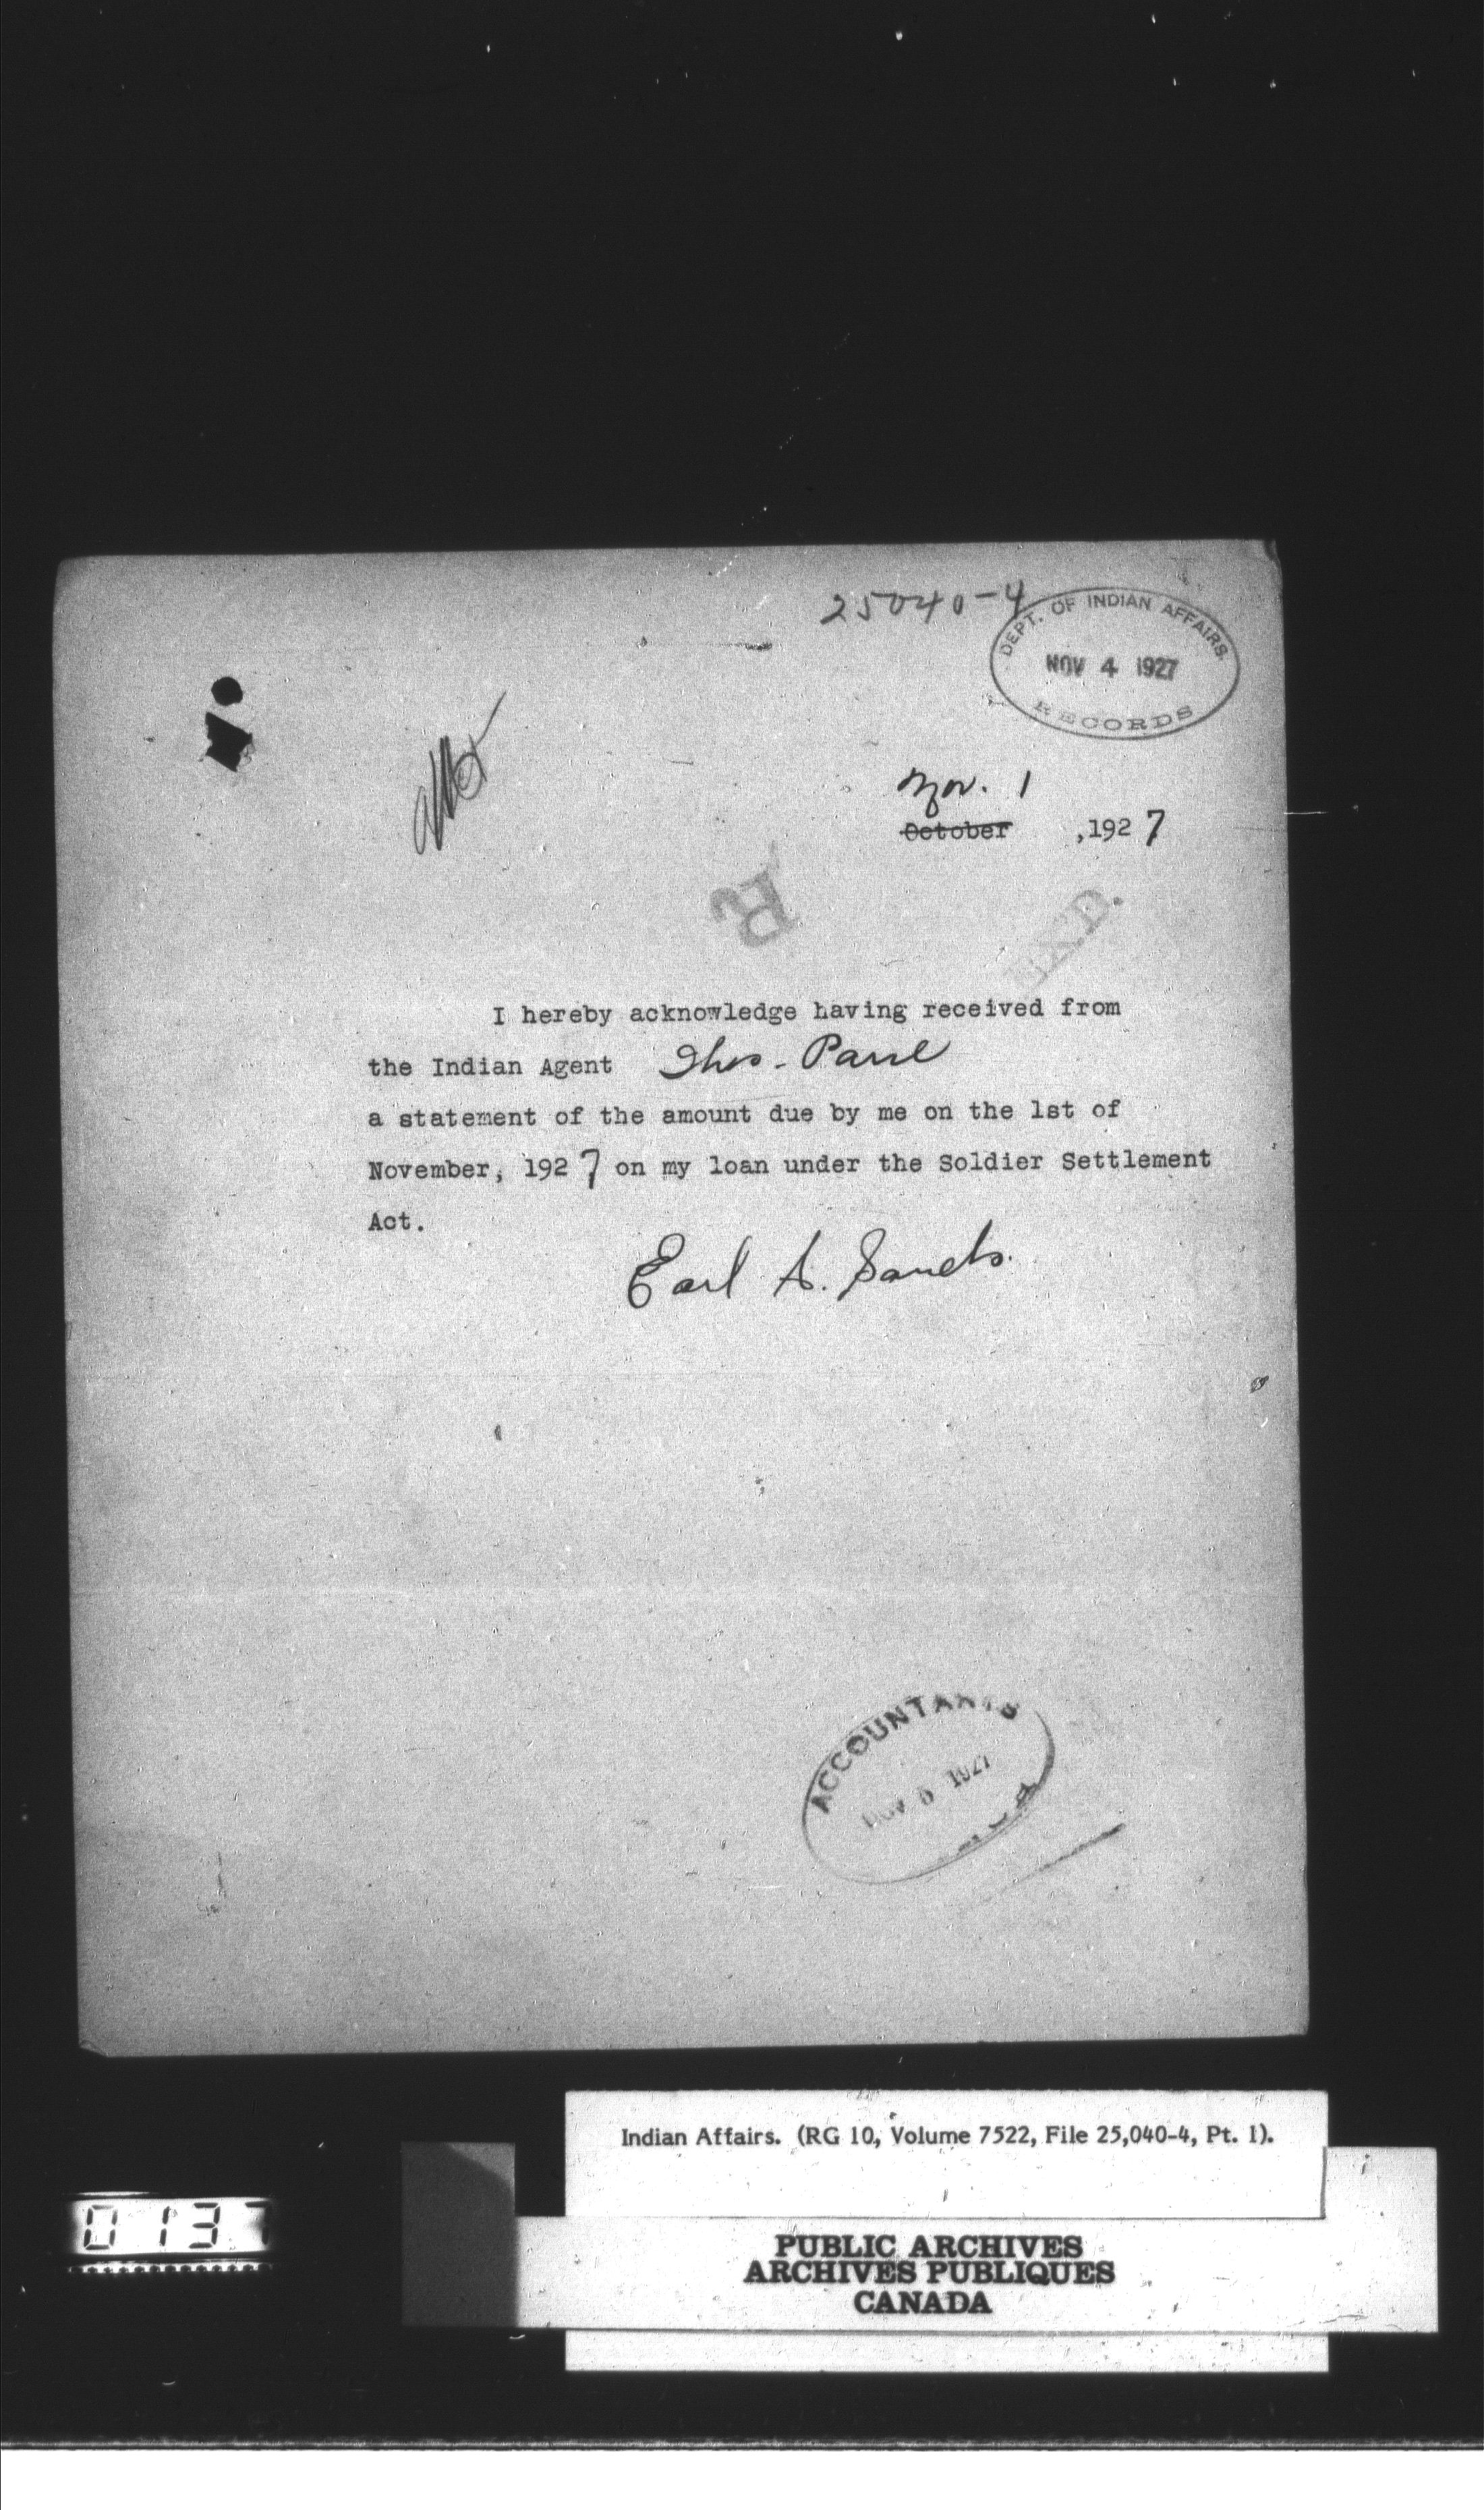 25040-4
DEPT. OF INDIAN AFFAIRS.
NOV 4 1927
RECORDS
Nov. 1
October ,1927
R
EX'D.
I hereby acknowledge having received from
the Indian Agent Thos. Paul
a statement of the amount due by me on the 1st of
November, 1927 on my loan under the Soldier Settlement
Act.
Earl A. Sands.
ACCOUNTANTS
NOV 1927
Indian Affairs. (RG 10, Volume 7522, File 25,040-4, Pt. 1).
PUBLIC ARCHIVES
ARCHIVES PUBLIQUES
CANADA
0137